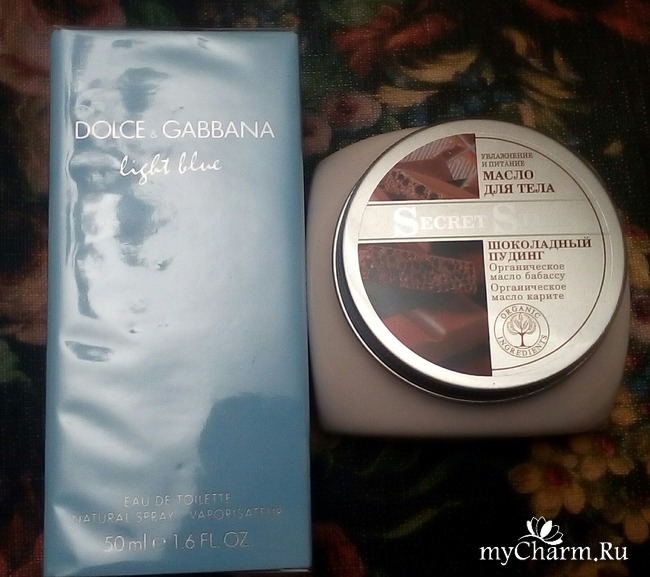 DOLCE & GABBANA
light blue
EAU DE TOILETTE
NATURAL SPRAY VAPORISATEUR
50 ml e 1.6 FL. OZ.
УВЛАЖНЕНИЕ
И ПИТАНИЕ
МАСЛО
ДЛЯ ТЕЛА
SECRET
ШОКОЛАДНЫЙ
ПУДИНГ
Органическое
масло бабассу
Органическое
масло карите
ORGANIC
INGREDIENTS
myCharm.Ru